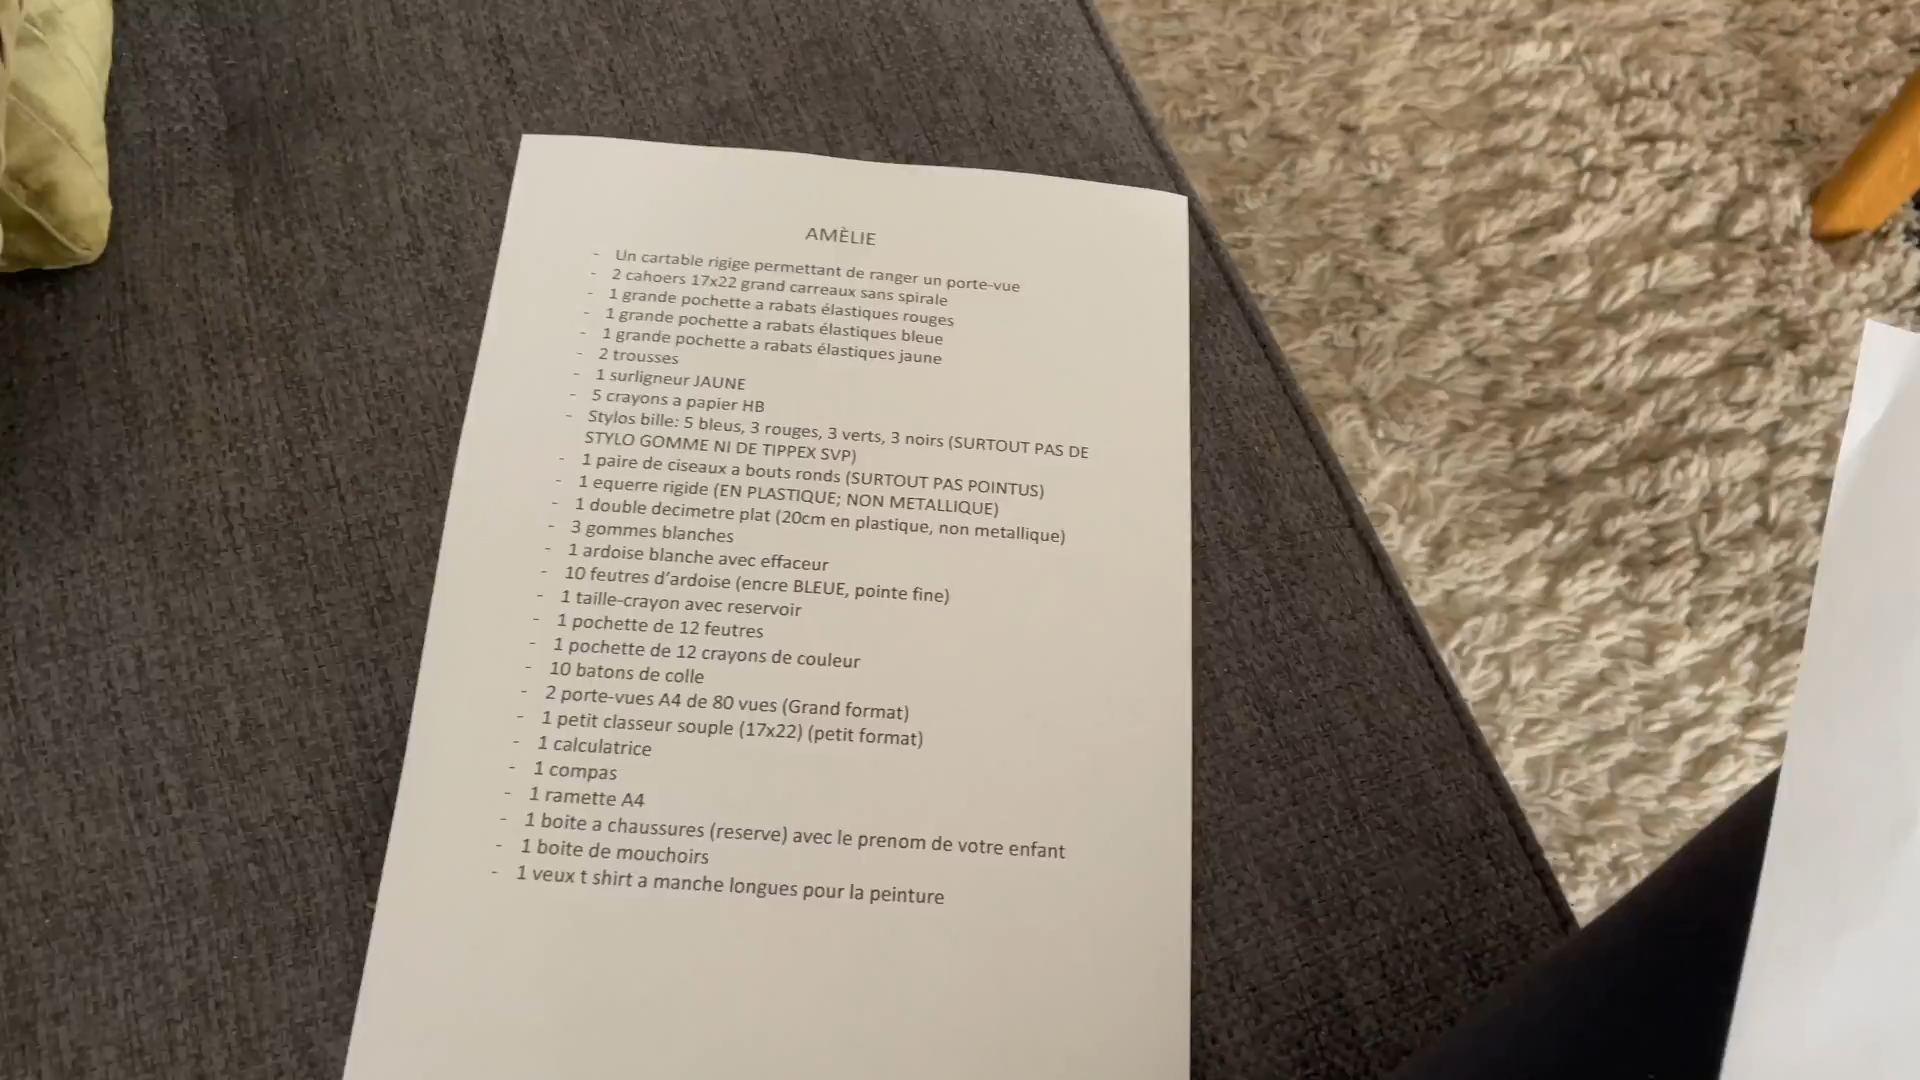 AMÈLIE
- Un cartable rigige permettant de ranger un porte-vue
- 2 cahoers 17x22 grand carreaux sans spirale
- 1 grande pochette a rabats élastiques rouges
- 1 grande pochette a rabats élastiques bleue
- 1 grande pochette a rabats élastiques jaune
- 2 trousses
- 1 surligneur JAUNE
- 5 crayons a papier HB
- Stylos bille: 5 bleus, 3 rouges, 3 verts, 3 noirs (SURTOUT PAS DE
STYLO GOMME NI DE TIPPEX SVP)
- 1 paire de ciseaux a bouts ronds (SURTOUT PAS POINTUS)
- 1 equerre rigide (EN PLASTIQUE; NON METALLIQUE)
- 1 double decimetre plat (20cm en plastique, non metallique)
- 3 gommes blanches
- 1 ardoise blanche avec effaceur
- 10 feutres d'ardoise (encre BLEUE, pointe fine)
- 1 taille-crayon avec reservoir
- 1 pochette de 12 feutres
- 1 pochette de 12 crayons de couleur
- 10 batons de colle
- 2 porte-vues A4 de 80 vues (Grand format)
- 1 petit classeur souple (17x22) (petit format)
- 1 calculatrice
- 1 compas
- 1 ramette A4
- 1 boite a chaussures (reserve) avec le prenom de votre enfant
- 1 boite de mouchoirs
- 1 veux t shirt a manche longues pour la peinture